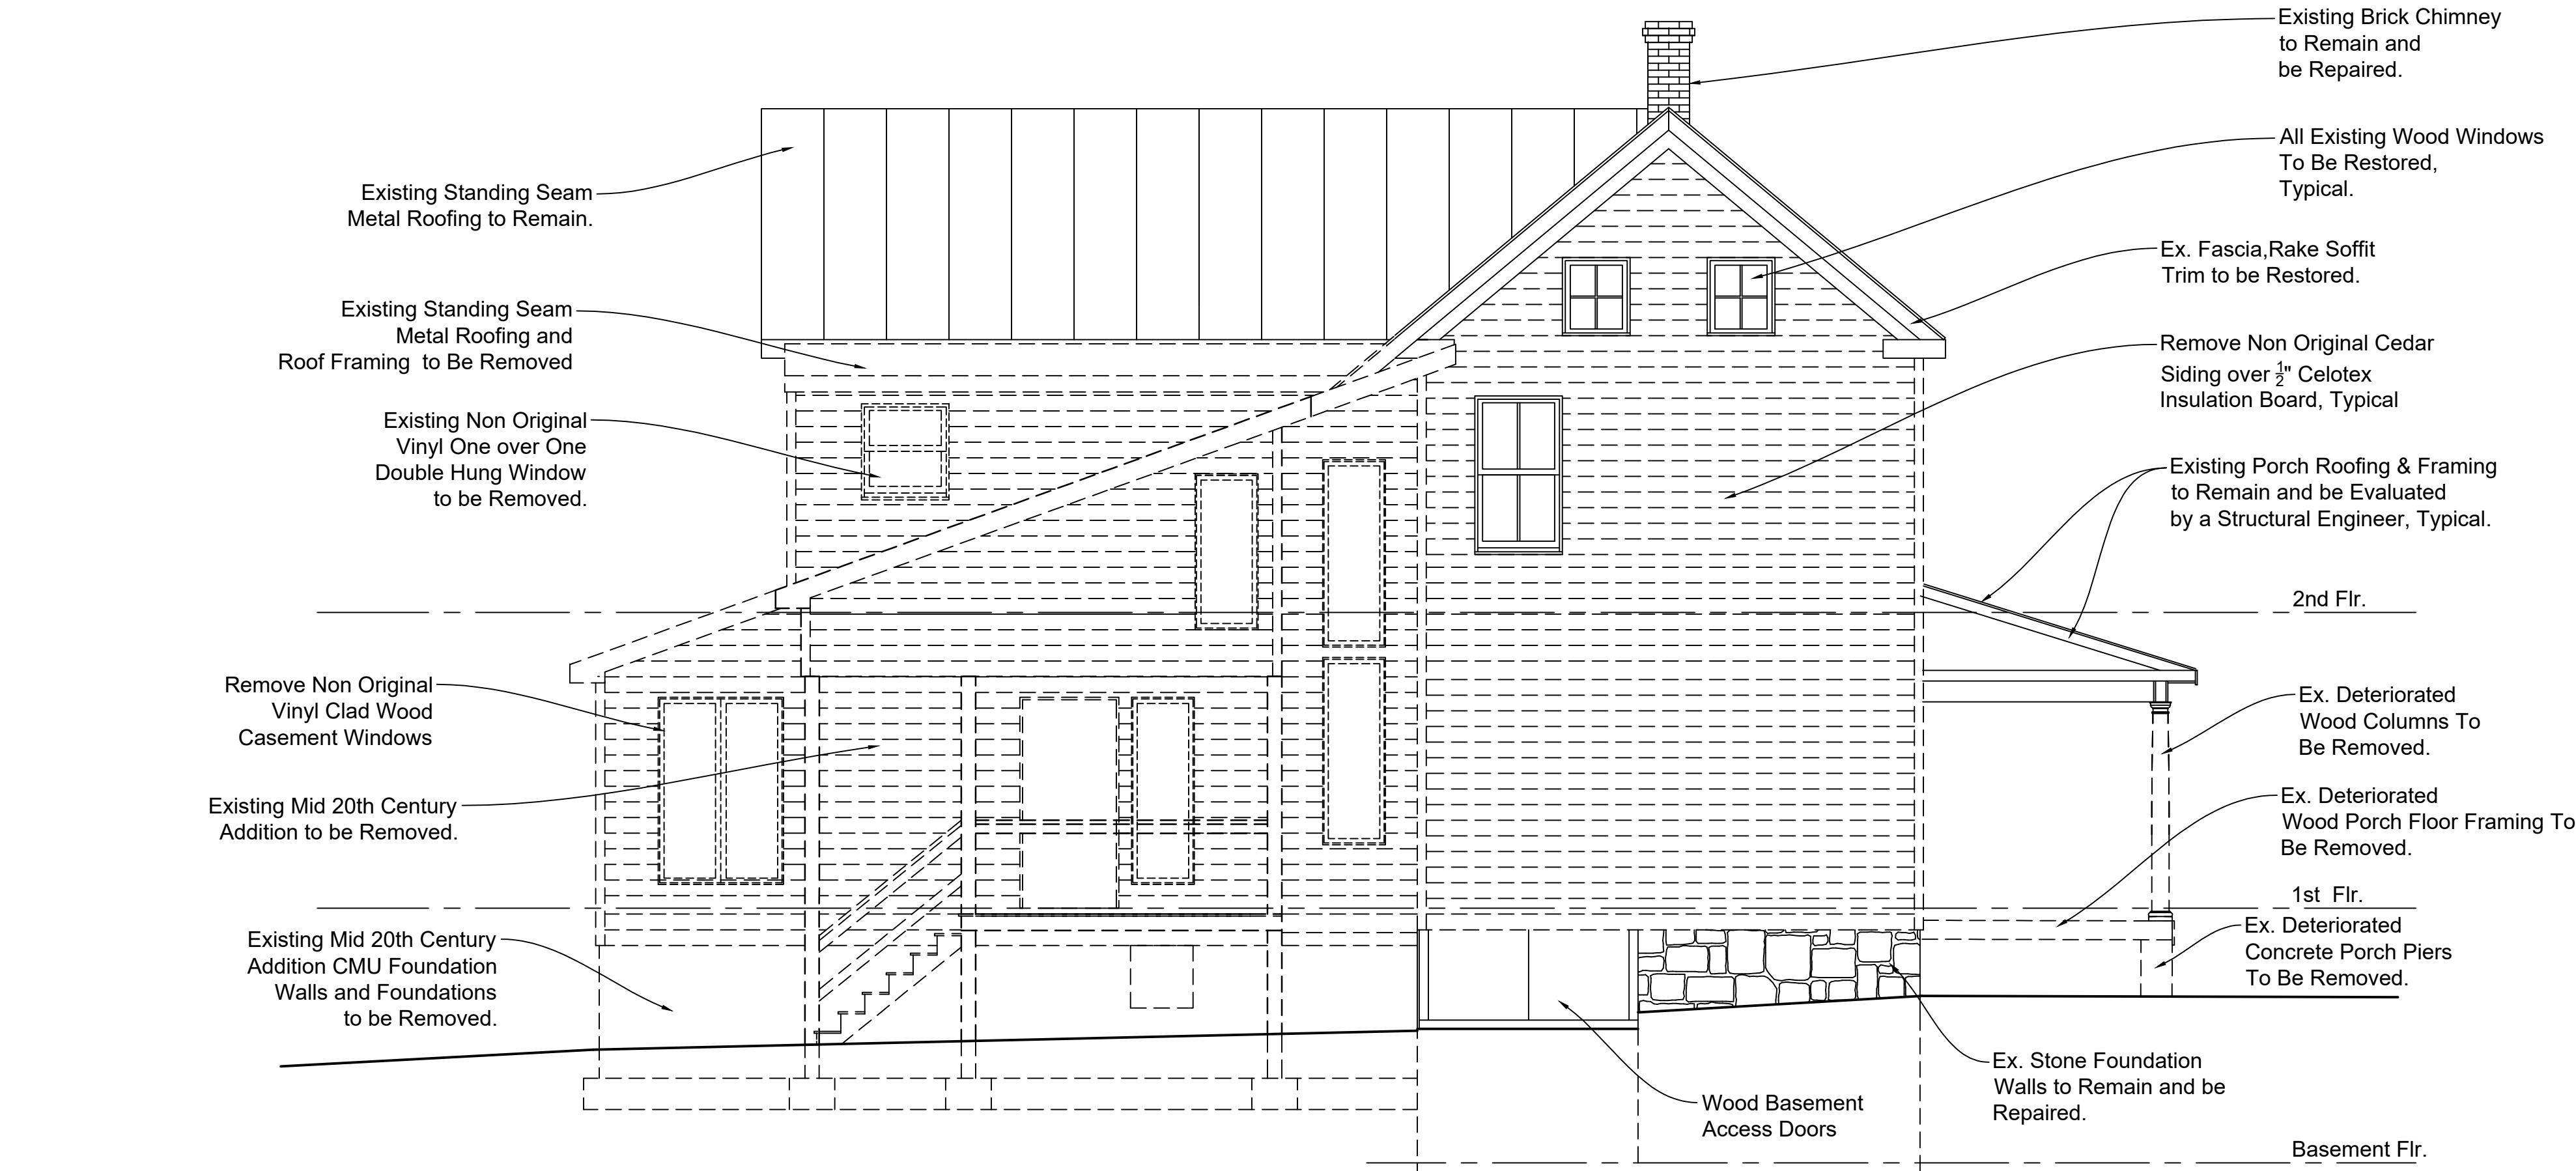 Existing Brick Chimney
to Remain and
be Repaired.
All Existing Wood Windows
To Be Restored,
Typical.
Existing Standing Seam
Metal Roofing to Remain.
Ex. Fascia,Rake Soffit
Trim to be Restored.
Existing Standing Seam
Metal Roofing and
Roof Framing to Be Removed
Remove Non Original Cedar
Siding over 1/2" Celotex
Insulation Board, Typical
Existing Non Original
Vinyl One over One
Double Hung Window
to be Removed.
Existing Porch Roofing & Framing
to Remain and be Evaluated
by a Structural Engineer, Typical.
2nd Flr.
Remove Non Original
Vinyl Clad Wood
Casement Windows
Ex. Deteriorated
Wood Columns To
Be Removed.
Existing Mid 20th Century
Addition to be Removed.
Ex. Deteriorated
Wood Porch Floor Framing To
Be Removed.
1st Flr.
Existing Mid 20th Century
Addition CMU Foundation
Walls and Foundations
to be Removed.
Ex. Deteriorated
Concrete Porch Piers
To Be Removed.
Ex. Stone Foundation
Walls to Remain and be
Repaired.
Wood Basement
Access Doors
Basement Flr.